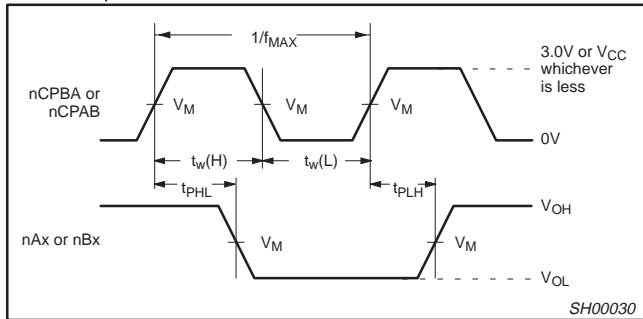 1/fMAX
3.0V or VCC
whichever
is less
nCPBA or
nCPAB
VM
VM
VM
0V
tw(H)
tw(L)
tPHL
tPLH
VOH
nAx or nBx
VM
VM
VOL
SH00030